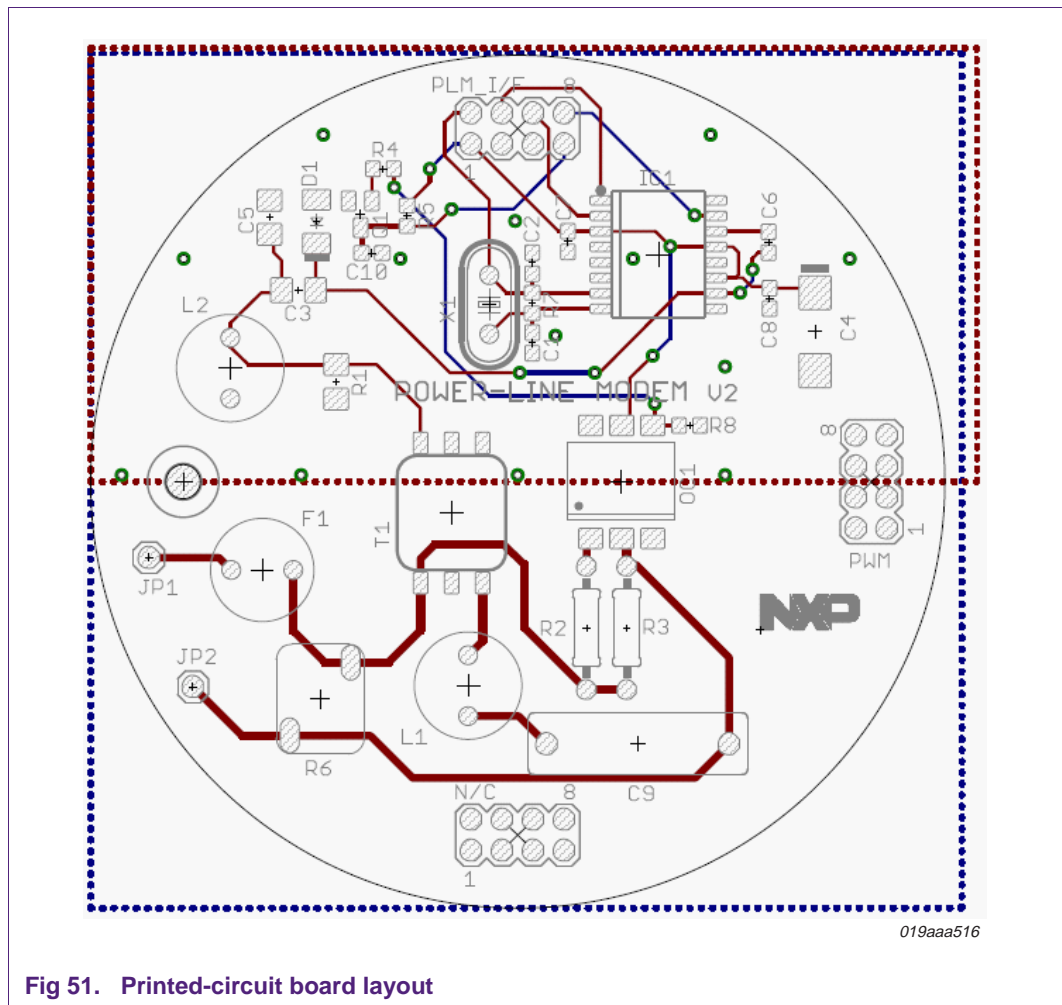 PLM_I/F 8
1
R4
D1
C5
Q1
R5
C10
C3
L2
R1
X1
C2
C1
IC1
C6
C8
C4
POWER-LINE MODEM V2
R8
OC1
8
1
PWM
T1
F1
JP1
JP2
R6
L1
R2
R3
NXP
C9
N/C 8
1
019aaa516
Fig 51. Printed-circuit board layout